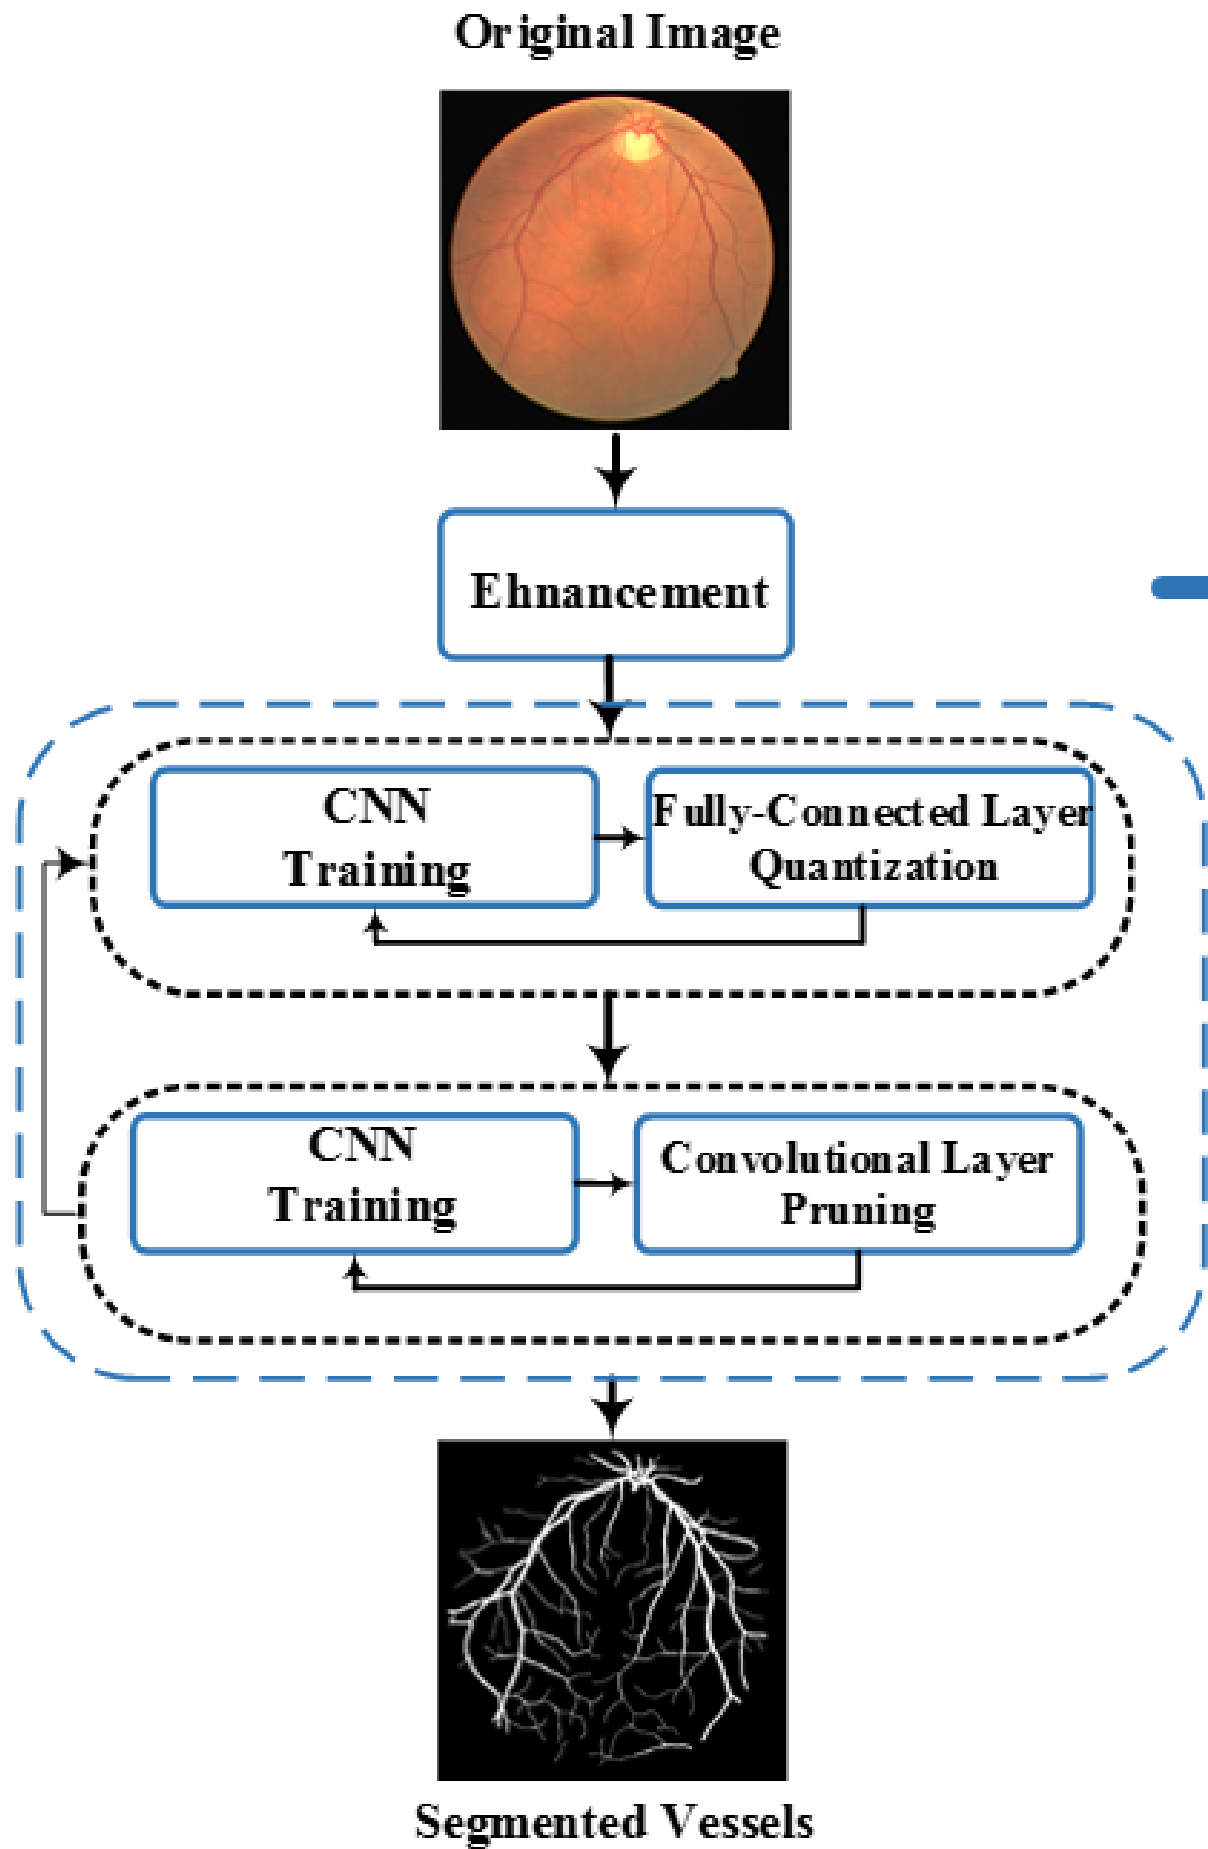 Original Image
Ehnancement
CNN
Training
Fully-Connected Layer
Quantization
CNN
Training
Convolutional Layer
Pruning
Segmented Vessels